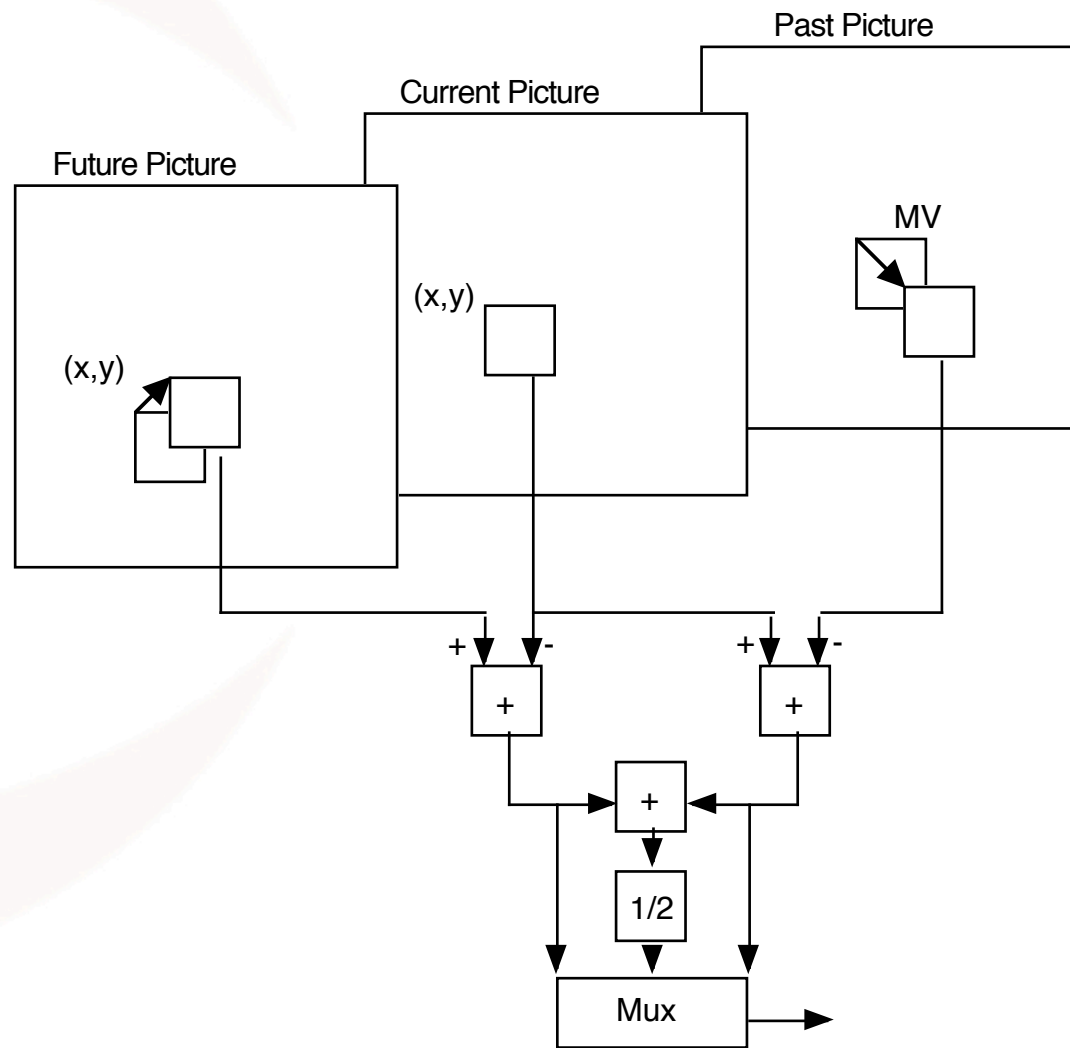 Past Picture
Current Picture
Future Picture
MV
(x,y)
(x,y)
+ -
+ -
+
+
+
1/2
Mux